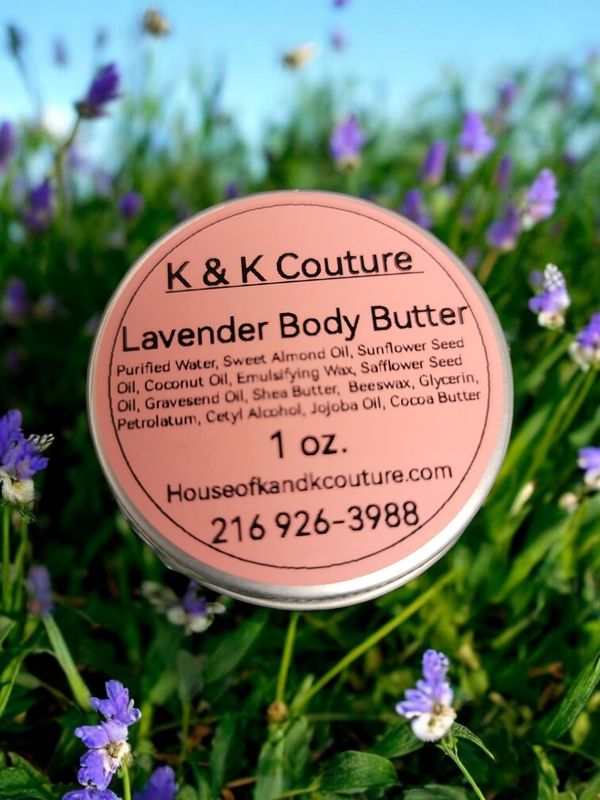 K & K Couture
Lavender Body Butter
Purified Water, Sweet Almond Oil, Sunflower Seed
Oil, Coconut Oil, Emulsifying Wax, Safflower Seed
Oil, Gravesend Oil, Shea Butter, Beeswax, Glycerin,
Petrolatum, Cetyl Alcohol, Jojoba Oil, Cocoa Butter
1 oz.
Houseofkandkcouture.com
216 926-3988